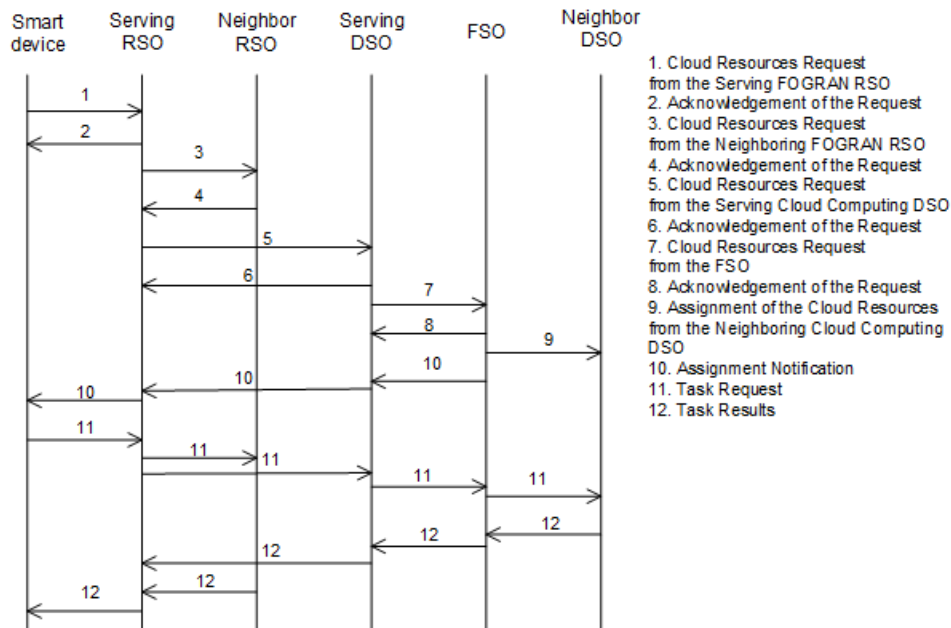 Smart device
Serving RSO
Neighbor RSO
Serving DSO
FSO
Neighbor DSO
1. Cloud Resources Request
from the Serving FOGRAN RSO
2. Acknowledgement of the Request
3. Cloud Resources Request
from the Neighboring FOGRAN RSO
4. Acknowledgement of the Request
5. Cloud Resources Request
from the Serving Cloud Computing DSO
6. Acknowledgement of the Request
7. Cloud Resources Request
from the FSO
8. Acknowledgement of the Request
9. Assignment of the Cloud Resources
from the Neighboring Cloud Computing
DSO
10. Assignment Notification
11. Task Request
12. Task Results
1
2
3
4
5
6
7
8
9
10
10
10
11
11
11
11
11
12
12
12
12
12